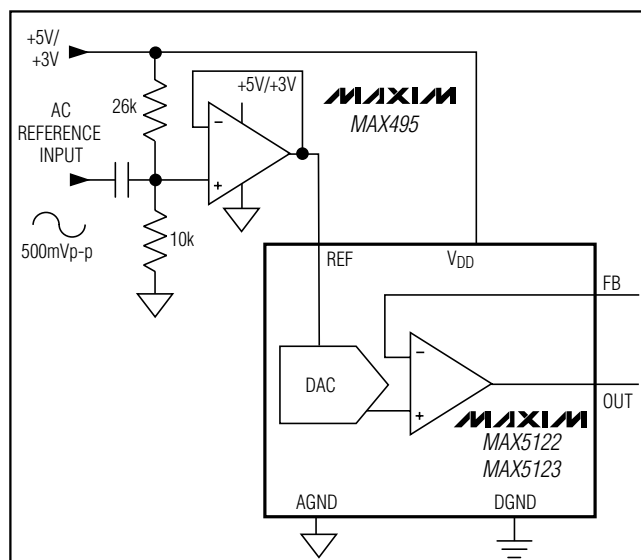 +5V/
+3V
26k
+5V/+3V
MAXIM
MAX495
AC
REFERENCE
INPUT
+
−
500mVp-p
10k
REF
VDD
FB
−
DAC
+
OUT
MAXIM
MAX5122
MAX5123
AGND
DGND